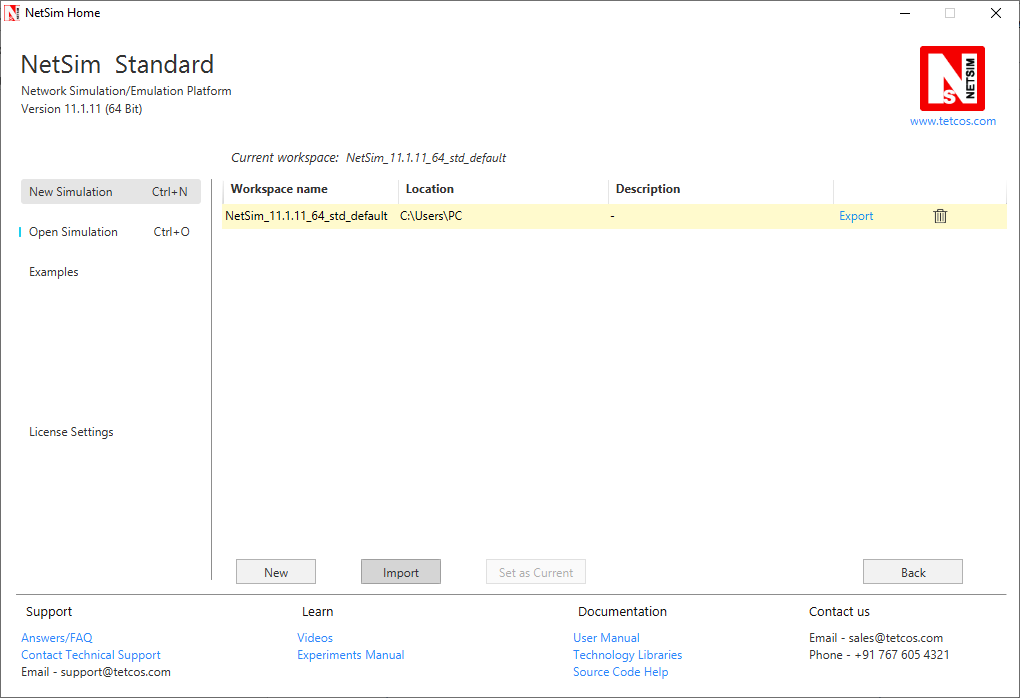 NetSim Home
NetSim Standard
Network Simulation/Emulation Platform
Version 11.1.11 (64 Bit)
NS NETSIM
www.tetcos.com
Current workspace: NetSim_11.1.11_64_std_default
New Simulation Ctrl+N
Open Simulation Ctrl+O
Examples
License Settings
Workspace name Location Description
NetSim_11.1.11_64_std_default C:\Users\PC - Export
New Import Set as Current Back
Support Learn Documentation Contact us
Answers/FAQ Videos User Manual Email - sales@tetcos.com
Contact Technical Support Experiments Manual Technology Libraries Phone - +91 767 605 4321
Email - support@tetcos.com Source Code Help